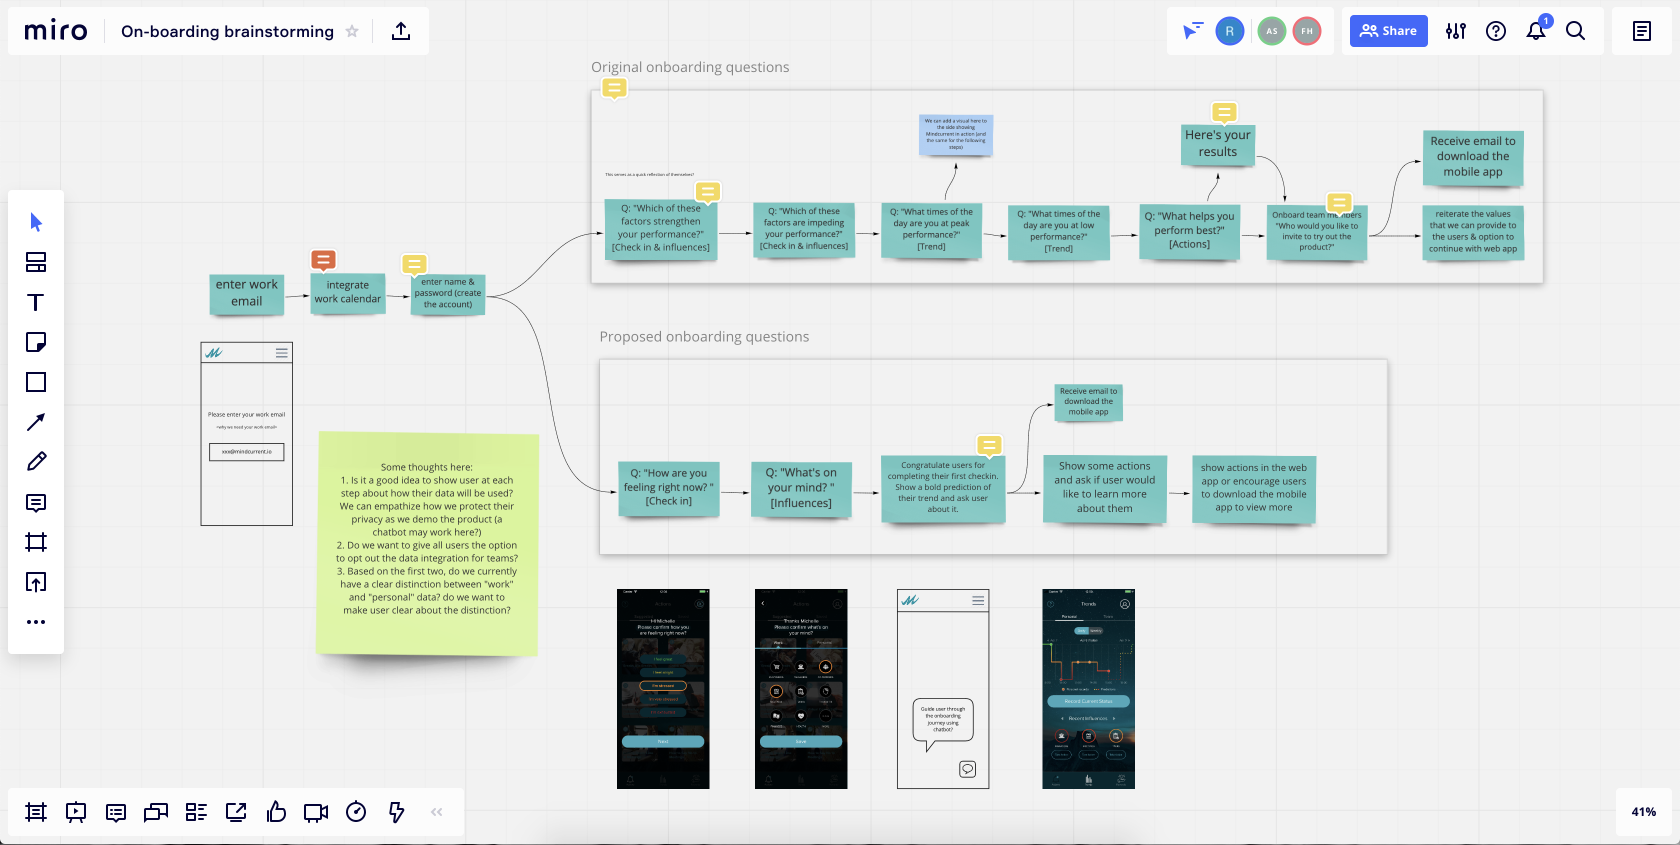 miro
On-boarding brainstorming
R
AS
FH
Share
1
Original onboarding questions
We can add a visual here to
the side showing
Mindcurrent in action (and
the same for the following
steps)
Here's your
results
Receive email to
download the
mobile app
This serves as a quick reflection of themselves?
Q: "Which of these
factors strengthen
your performance?"
[Check in & influences]
Q: "Which of these
factors are impeding
your performance?"
[Check in & influences]
Q: "What times of the
day are you at peak
performance?"
[Trend]
Q: "What times of the
day are you at low
performance?"
[Trend]
Q: "What helps you
perform best?"
[Actions]
Onboard team members
"Who would you like to
invite to try out the
product?"
reiterate the values
that we can provide to
the users & option to
continue with web app
enter work
email
integrate
work calendar
enter name &
password (create
the account)
Proposed onboarding questions
Please enter your work email
<why we need your work email>
xxx@mindcurrent.io
Receive email to
download the
mobile app
Some thoughts here:
1. Is it a good idea to show user at each
step about how their data will be used?
We can empathize how we protect their
privacy as we demo the product (a
chatbot may work here?)
2. Do we want to give all users the option
to opt out the data integration for teams?
3. Based on the first two, do we currently
have a clear distinction between "work"
and "personal" data? do we want to
make user clear about the distinction?
Q: "How are you
feeling right now? "
[Check in]
Q: "What's on
your mind? "
[Influences]
Congratulate users for
completing their first checkin.
Show a bold prediction of
their trend and ask user
about it.
Show some actions
and ask if user would
like to learn more
about them
show actions in the web
app or encourage users
to download the mobile
app to view more
Hi Michelle
Please confirm how you
are feeling right now?
Next
Thanks Michelle
Please confirm what's on
your mind?
Save
Guide user through
the onboarding
journey using
chatbot?
Trends
Personal
Team
Record Current Status
Recent Influences
41%